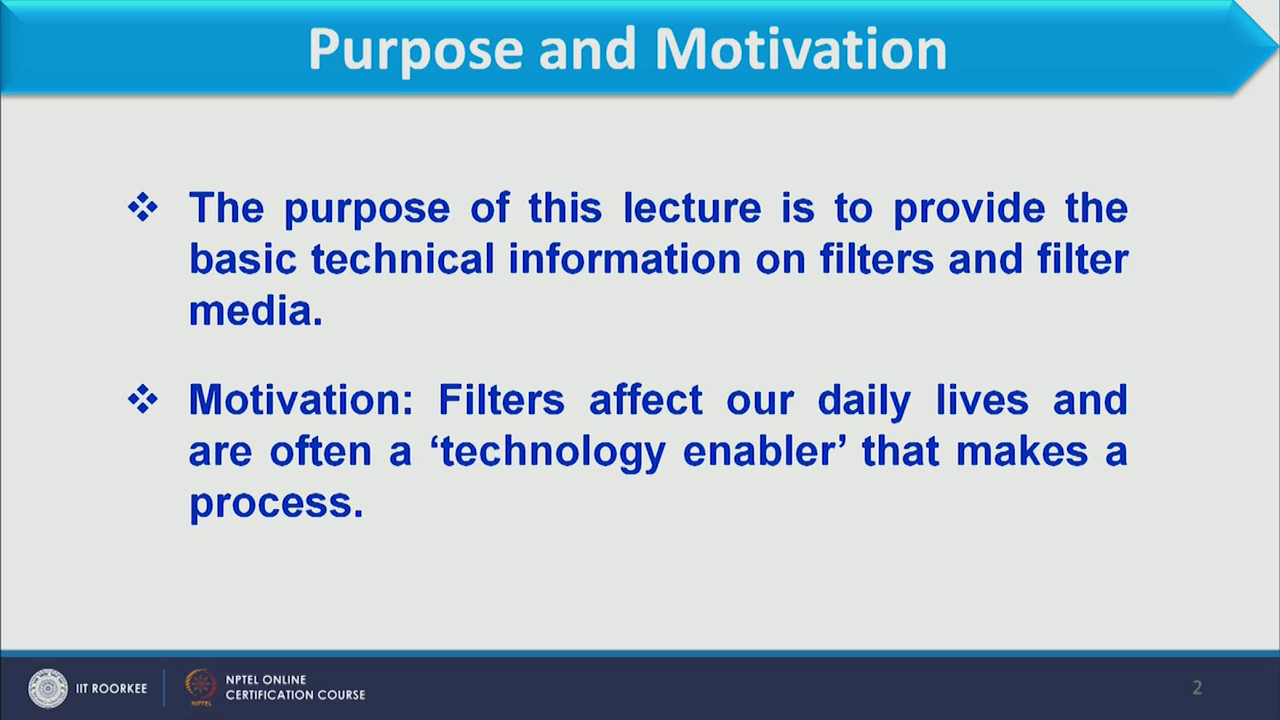 Purpose and Motivation
The purpose of this lecture is to provide the
basic technical information on filters and filter
media.
Motivation: Filters affect our daily lives and
are often a ‘technology enabler’ that makes a
process.
IIT ROORKEE
NPTEL
NPTEL ONLINE
CERTIFICATION COURSE
2